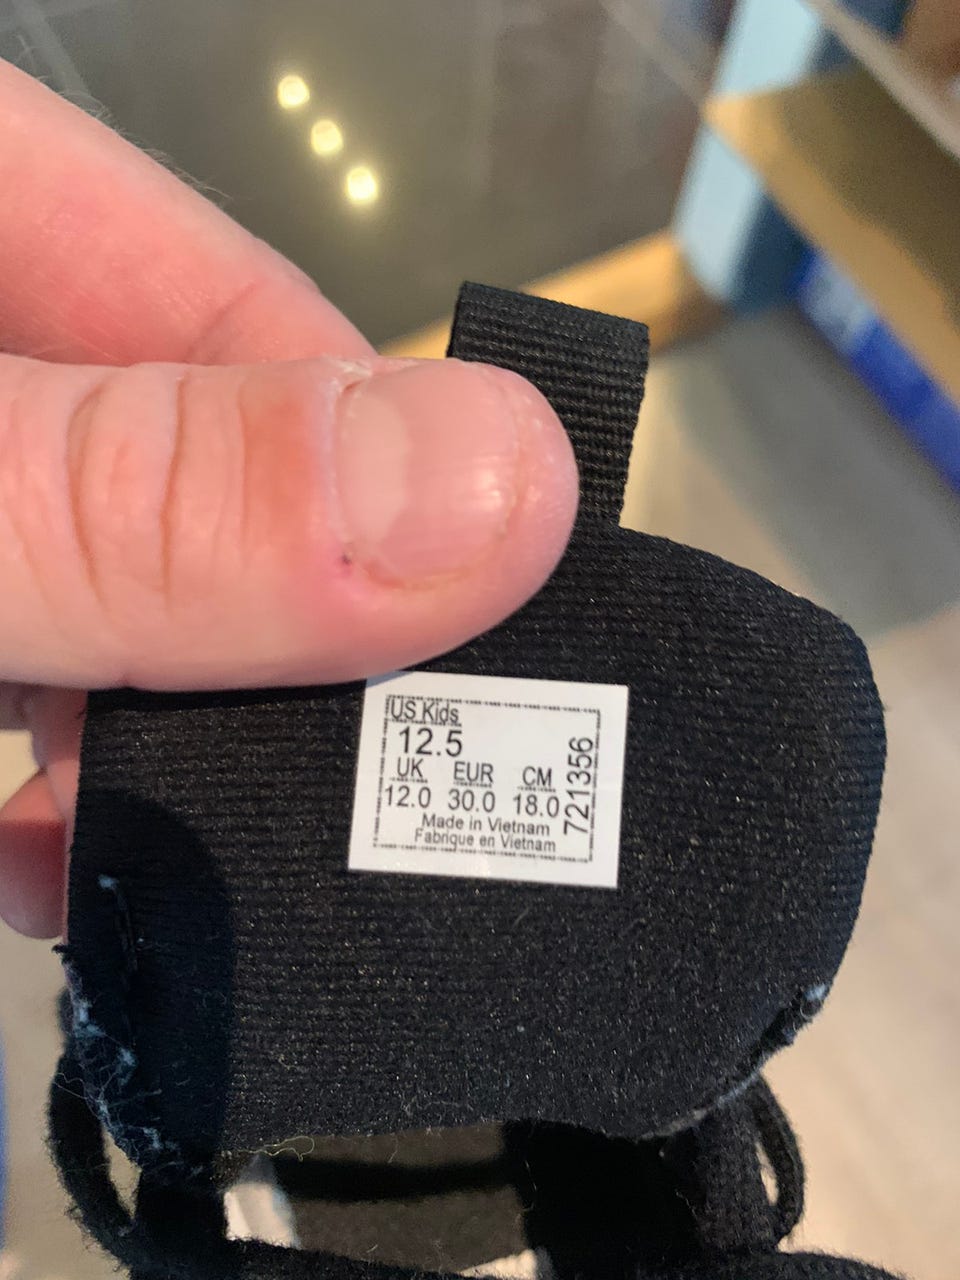 US Kids
12.5
UK EUR CM
12.0 30.0 18.0
Made in Vietnam
Fabrique en Vietnam
721356